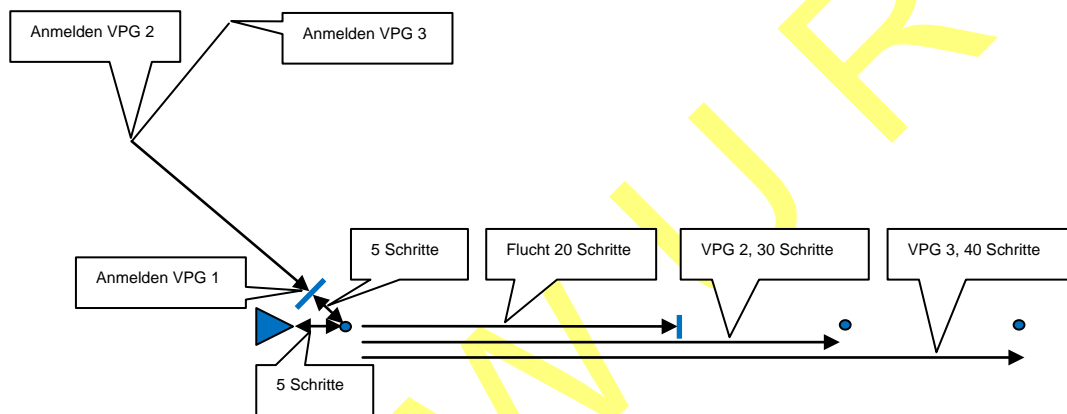 Anmelden VPG 2
Anmelden VPG 3
5 Schritte
Flucht 20 Schritte
VPG 2, 30 Schritte
VPG 3, 40 Schritte
Anmelden VPG 1
5 Schritte
W U R